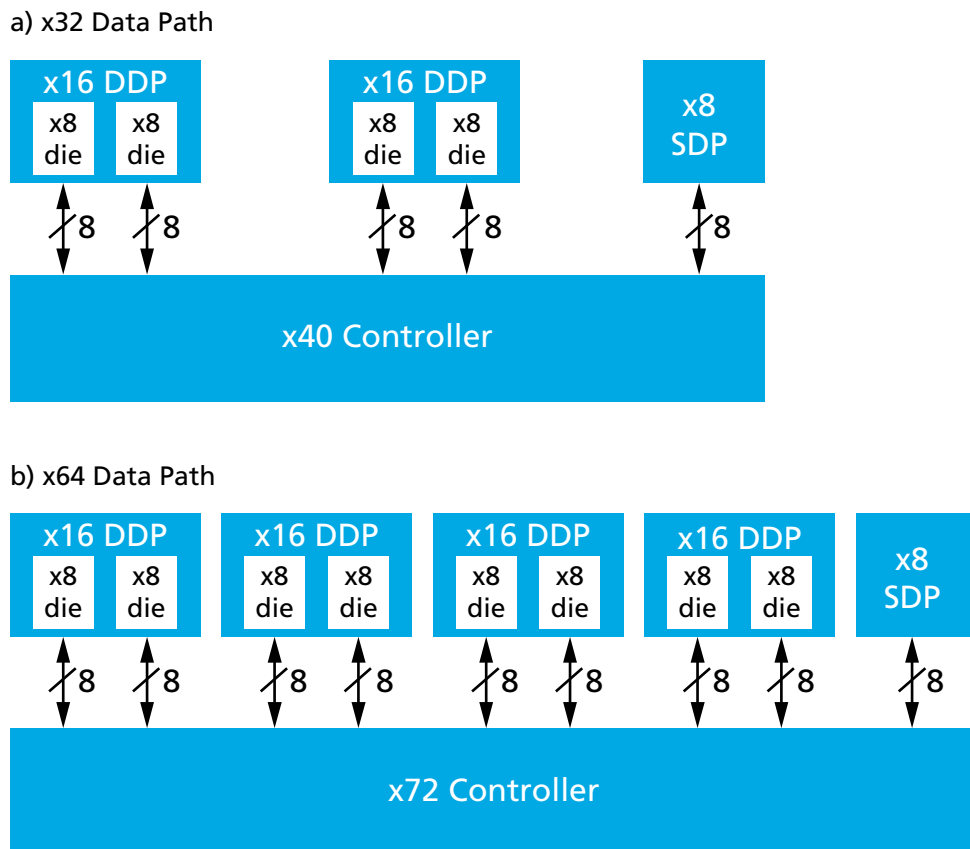 a) x32 Data Path
x16 DDP
x8
die
x8
die
8
8
x16 DDP
x8
die
x8
die
8
8
x8
SDP
8
x40 Controller
b) x64 Data Path
x16 DDP
x8
die
x8
die
8
8
x16 DDP
x8
die
x8
die
8
8
x16 DDP
x8
die
x8
die
8
8
x16 DDP
x8
die
x8
die
8
8
x8
SDP
8
x72 Controller